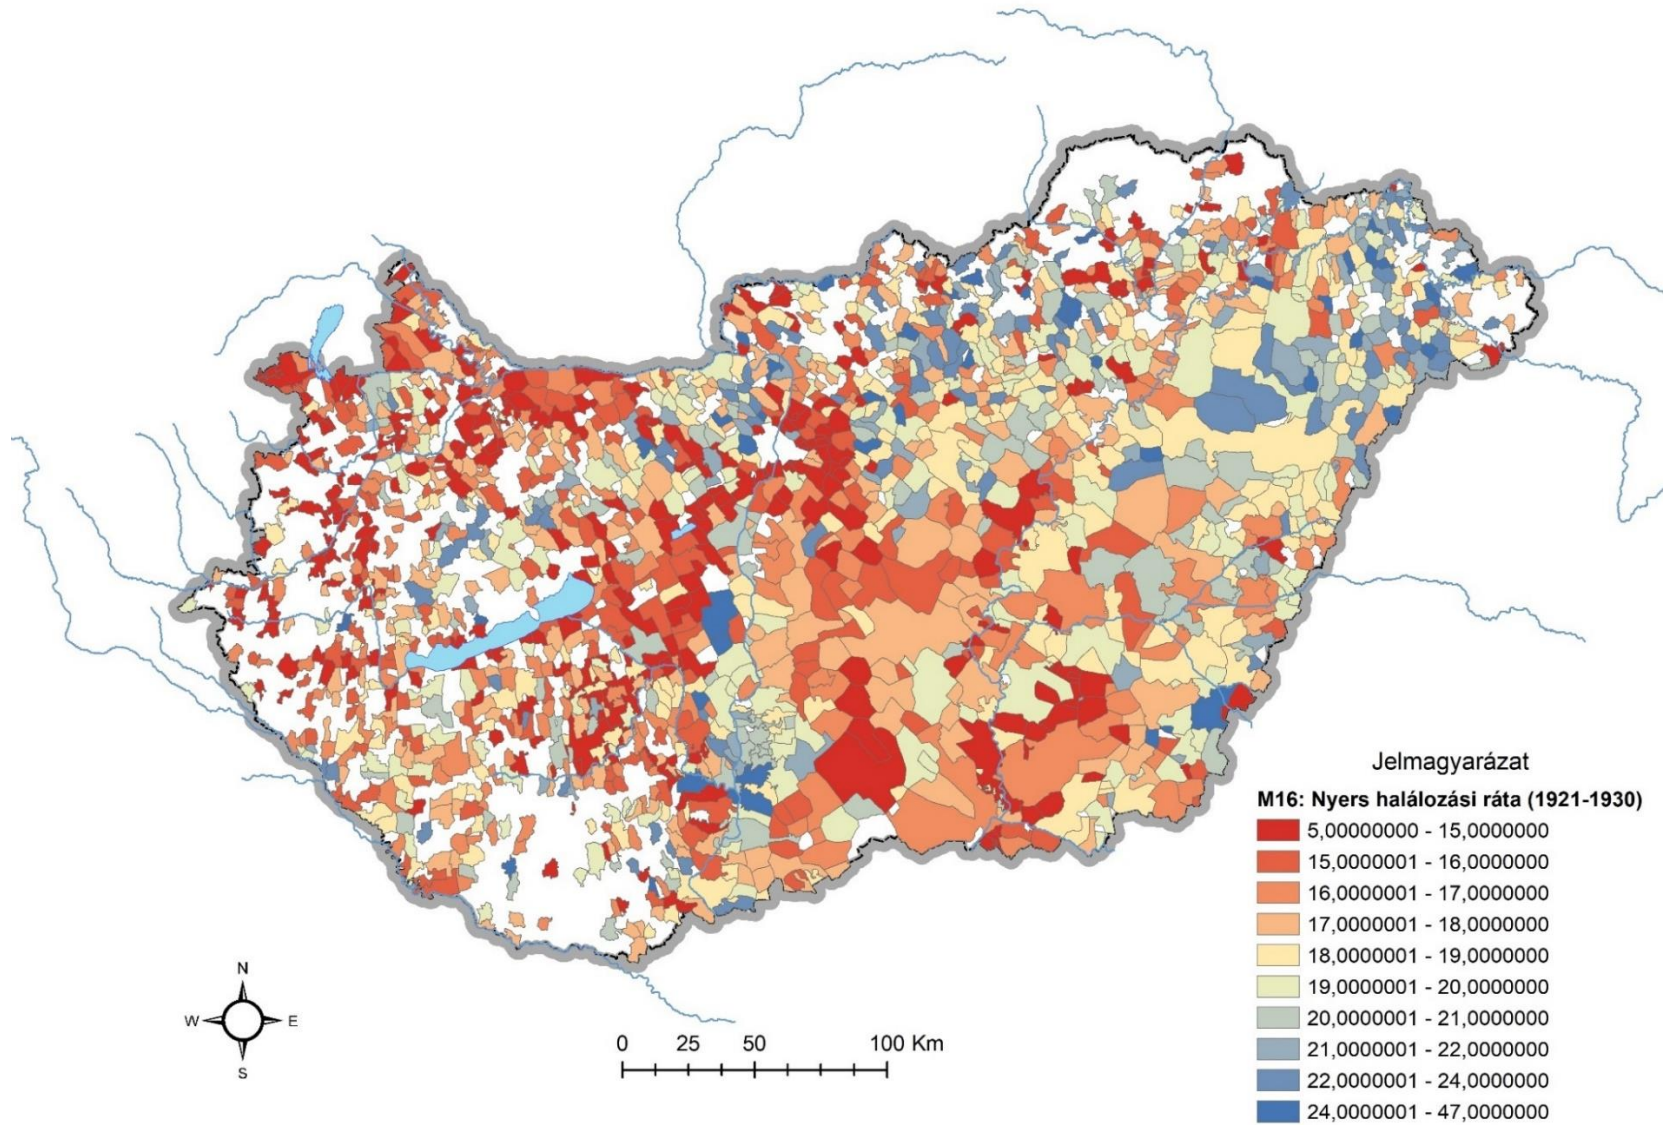 Jelmagyarázat
M16: Nyers halálozási ráta (1921-1930)
5,00000000 - 15,0000000
15,0000001 - 16,0000000
16,0000001 - 17,0000000
17,0000001 - 18,0000000
18,0000001 - 19,0000000
19,0000001 - 20,0000000
20,0000001 - 21,0000000
21,0000001 - 22,0000000
22,0000001 - 24,0000000
24,0000001 - 47,0000000
N
W E
S
0 25 50 100 Km